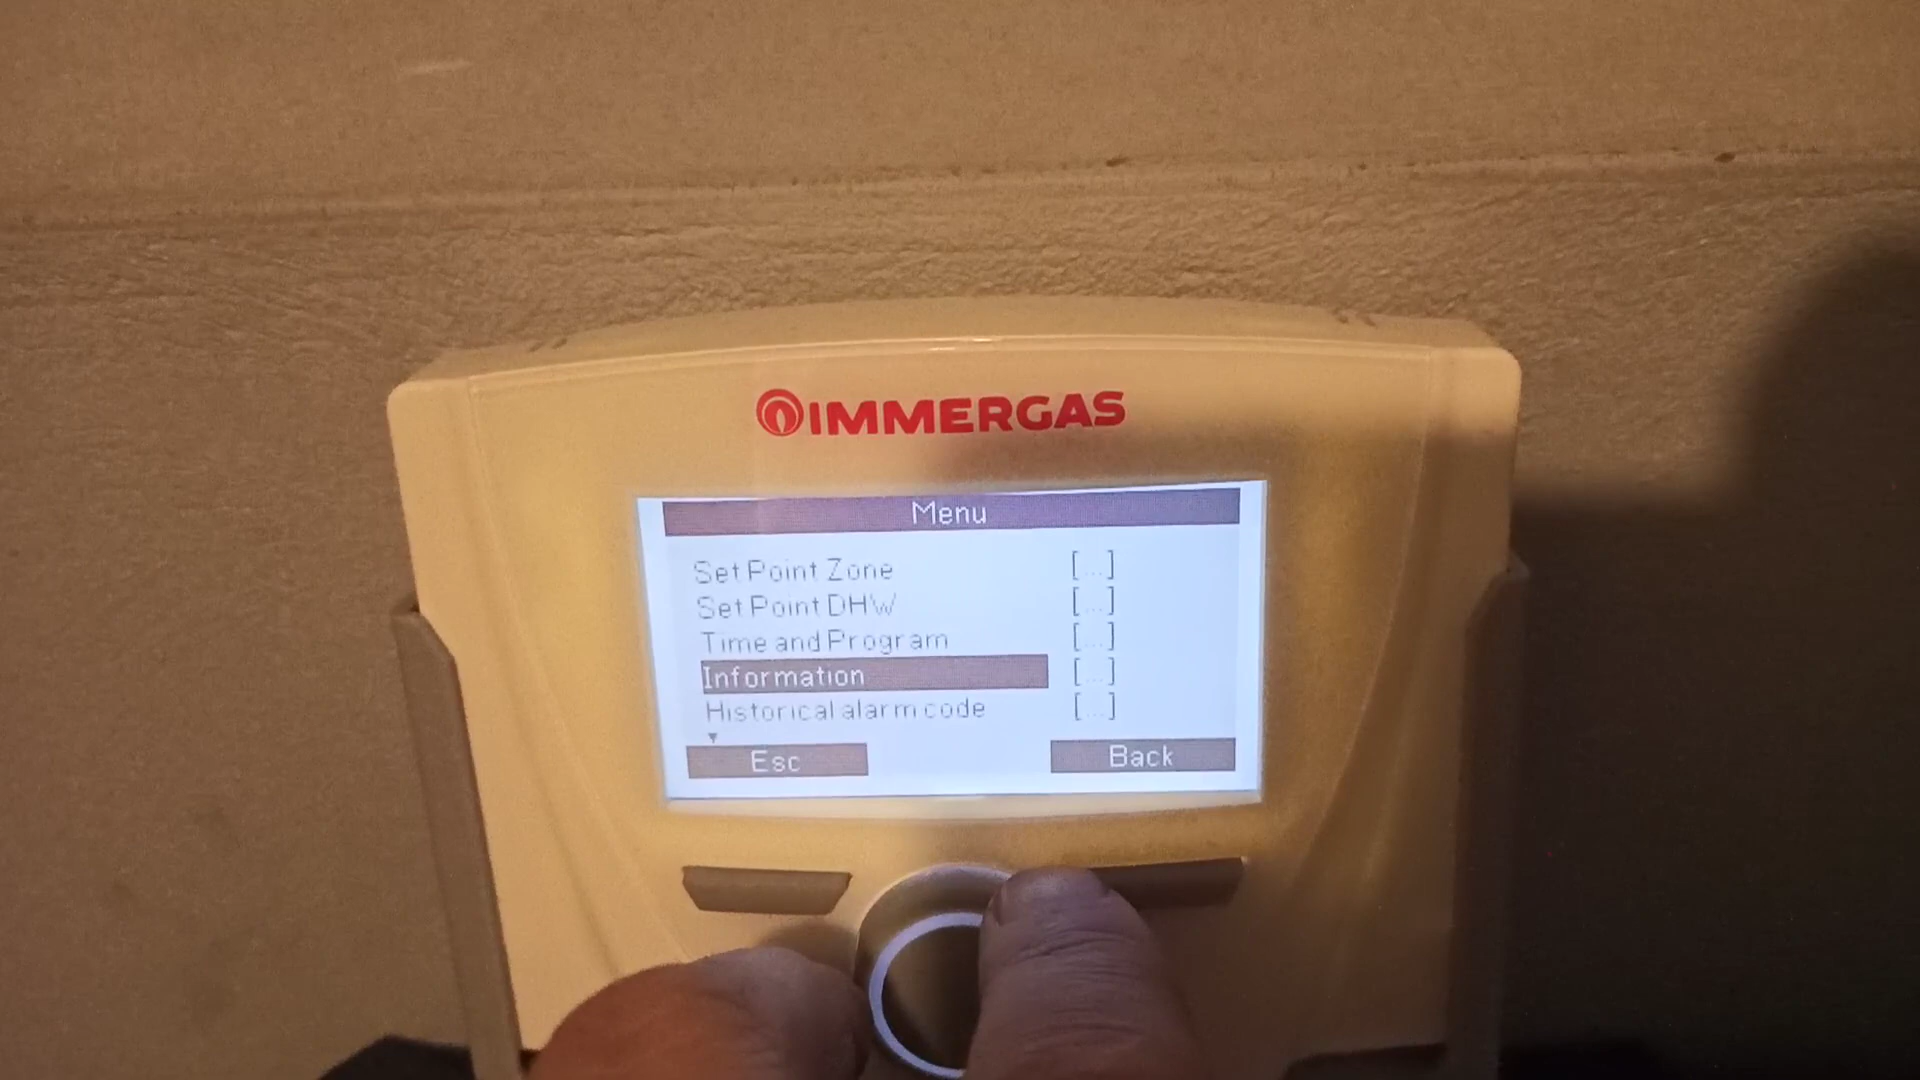 IMMERGAS
Menu
Set Point Zone [...]
Set Point DHW [...]
Time and Program [...]
Information [...]
Historical alarm code [...]
Esc Back